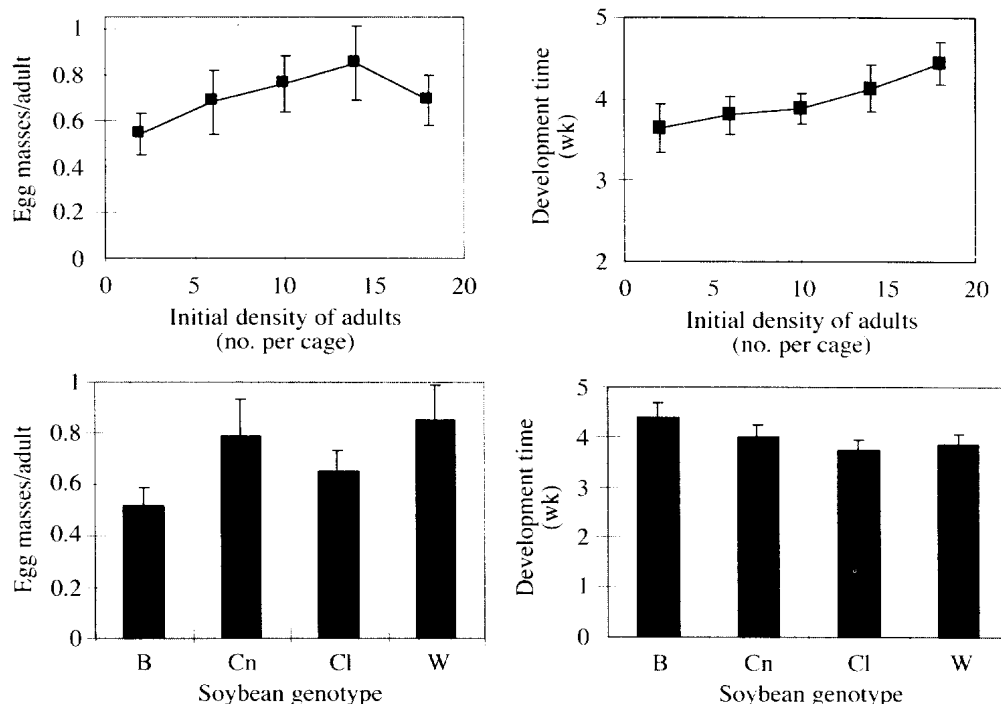 Egg masses/adult
1
0.8
0.6
0.4
0.2
0
0 5 10 15 20
Initial density of adults
(no. per cage)
Development time
(wk)
5
4
3
2
0 5 10 15 20
Initial density of adults
(no. per cage)
Egg masses/adult
1
0.8
0.6
0.4
0.2
0
B Cn Cl W
Soybean genotype
Development time
(wk)
5
4
3
2
1
0
B Cn Cl W
Soybean genotype